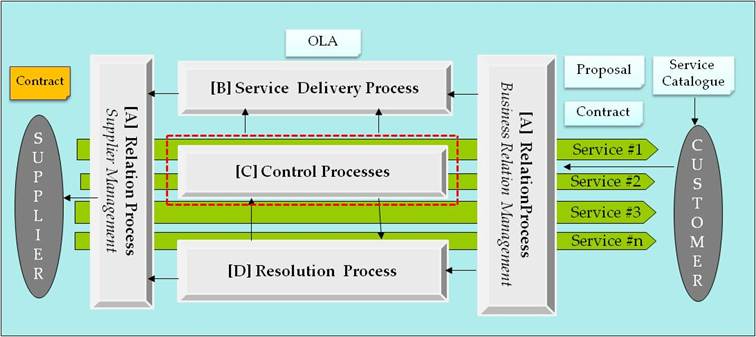 OLA
Contract
Proposal
Service
Catalogue
Contract
SUPPLIER
[A] Relation Process
Supplier Management
[B] Service Delivery Process
[C] Control Processes
[D] Resolution Process
[A] RelationProcess
Business Relation Management
Service #1
Service #2
Service #3
Service #n
CUSTOMER